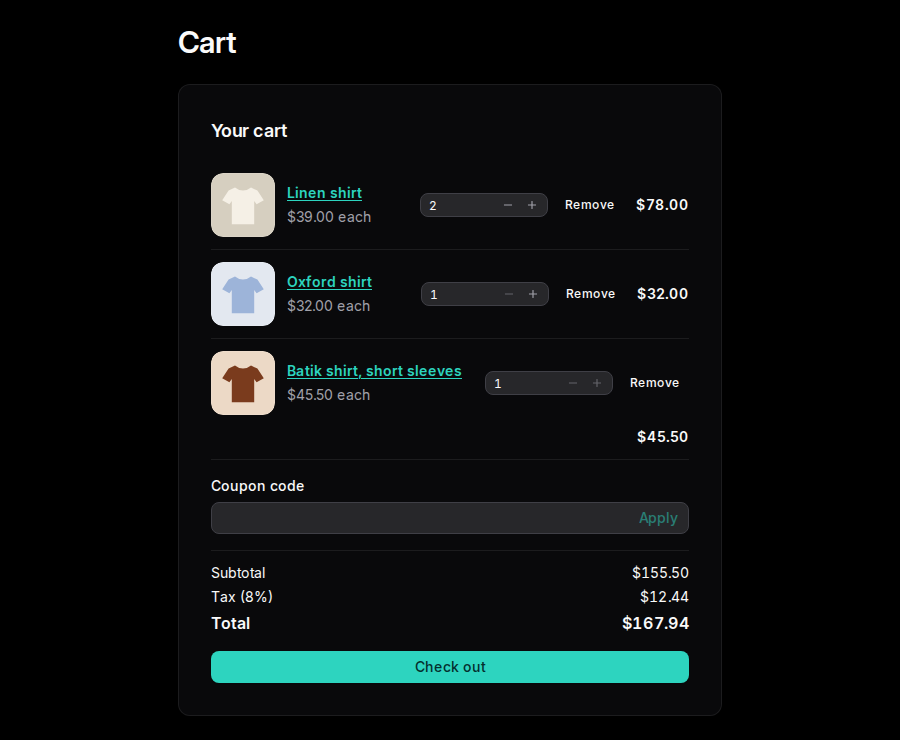 Cart
Your cart
Linen shirt
$39.00 each
2 − + Remove $78.00
Oxford shirt
$32.00 each
1 − + Remove $32.00
Batik shirt, short sleeves
$45.50 each
1 − + Remove
$45.50
Coupon code
Apply
Subtotal $155.50
Tax (8%) $12.44
Total $167.94
Check out